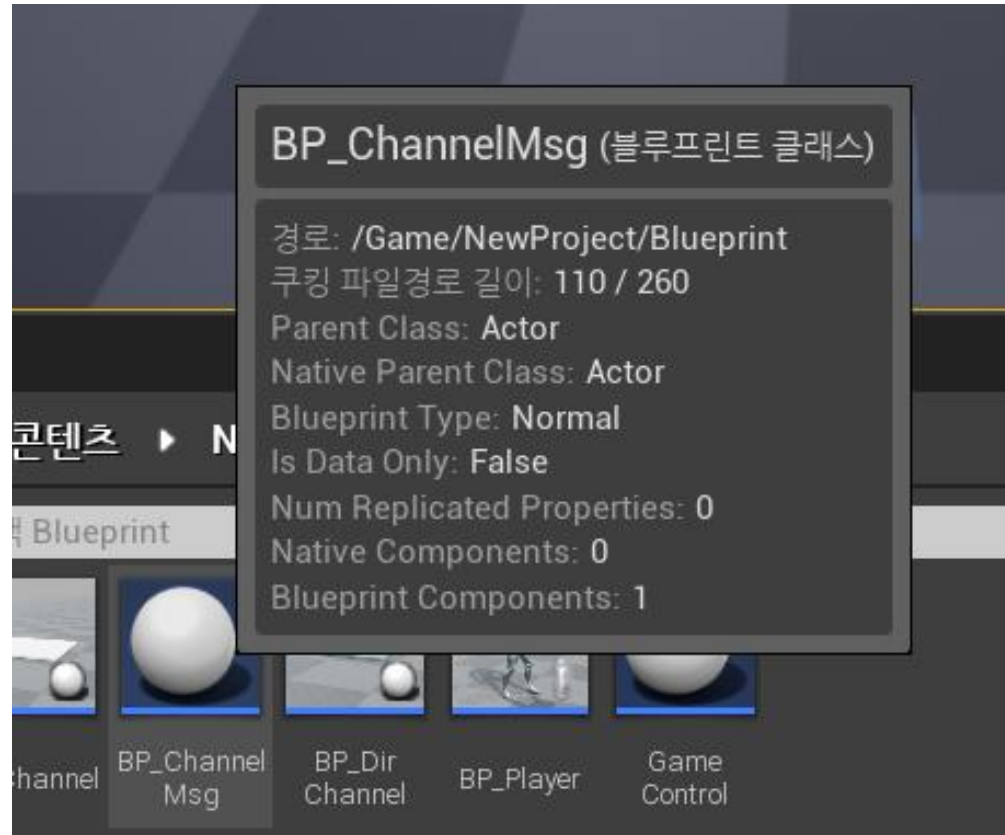 BP_ChannelMsg (블루프린트 클래스)
경로: /Game/NewProject/Blueprint
쿠킹 파일경로 길이: 110 / 260
Parent Class: Actor
Native Parent Class: Actor
Blueprint Type: Normal
Is Data Only: False
Num Replicated Properties: 0
Native Components: 0
Blueprint Components: 1
콘텐츠 N
Blueprint
BP_Channel
Msg
BP_Dir
Channel
BP_Player
Game
Control